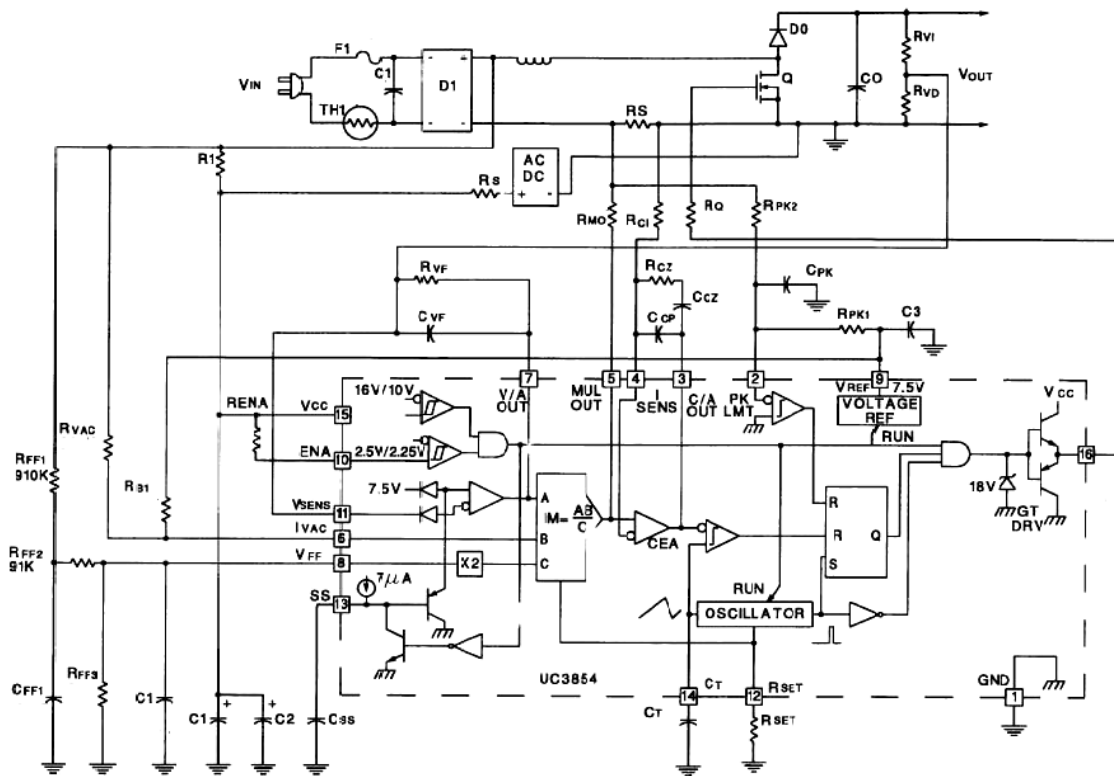 D0
RVI
F1
C1
VIN
D1
Q
CO
VOUT
RVD
TH1
RS
R1
RS
AC
DC
+ -
RMO
RCI
RQ
RPK2
RVF
RCZ
CPK
CCZ
CVF
CCP
RPK1
C3
7
5
4
3
2
9
V/A
OUT
MUL
OUT
I
SENS
C/A
OUT
PK
LMT
VREF
7.5V
VOLTAGE
REF
RUN
VCC
16V/10V
RENA
VCC
15
ENA
10
2.5V/2.25V
16
RVAC
RFF1
910K
RB1
7.5V
VSENS
11
IVAC
6
VFF
8
X2
A
B
C
IM= AB
C
CEA
R
R
S
Q
18V
GT
DRV
RFF2
91K
7μA
SS
13
RUN
OSCILLATOR
UC3854
GND
1
14
CT
RSET
12
CFF1
RFF3
C1
C1
+
C2
+
CSS
CT
RSET